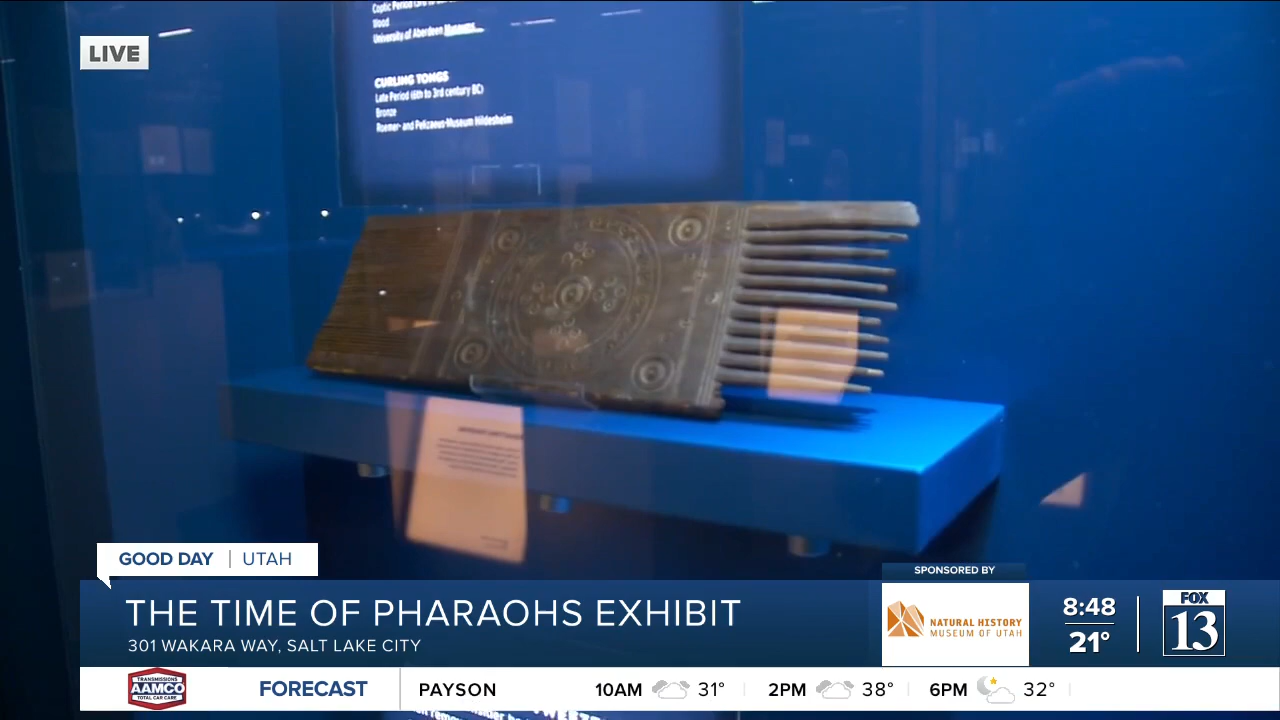 Coptic Period
Wood
University of Aberdeen Museums
CURLING TONGS
Late Period (6th to 3rd century BC)
Bronze
Roemer- and Pelizaeus-Museum Hildesheim
LIVE
GOOD DAY | UTAH
THE TIME OF PHARAOHS EXHIBIT
301 WAKARA WAY, SALT LAKE CITY
SPONSORED BY
NATURAL HISTORY
MUSEUM OF UTAH
8:48
21°
FOX
13
TRANSMISSIONS
AAMCO
TOTAL CAR CARE
FORECAST
PAYSON
10AM 31°
2PM 38°
6PM 32°